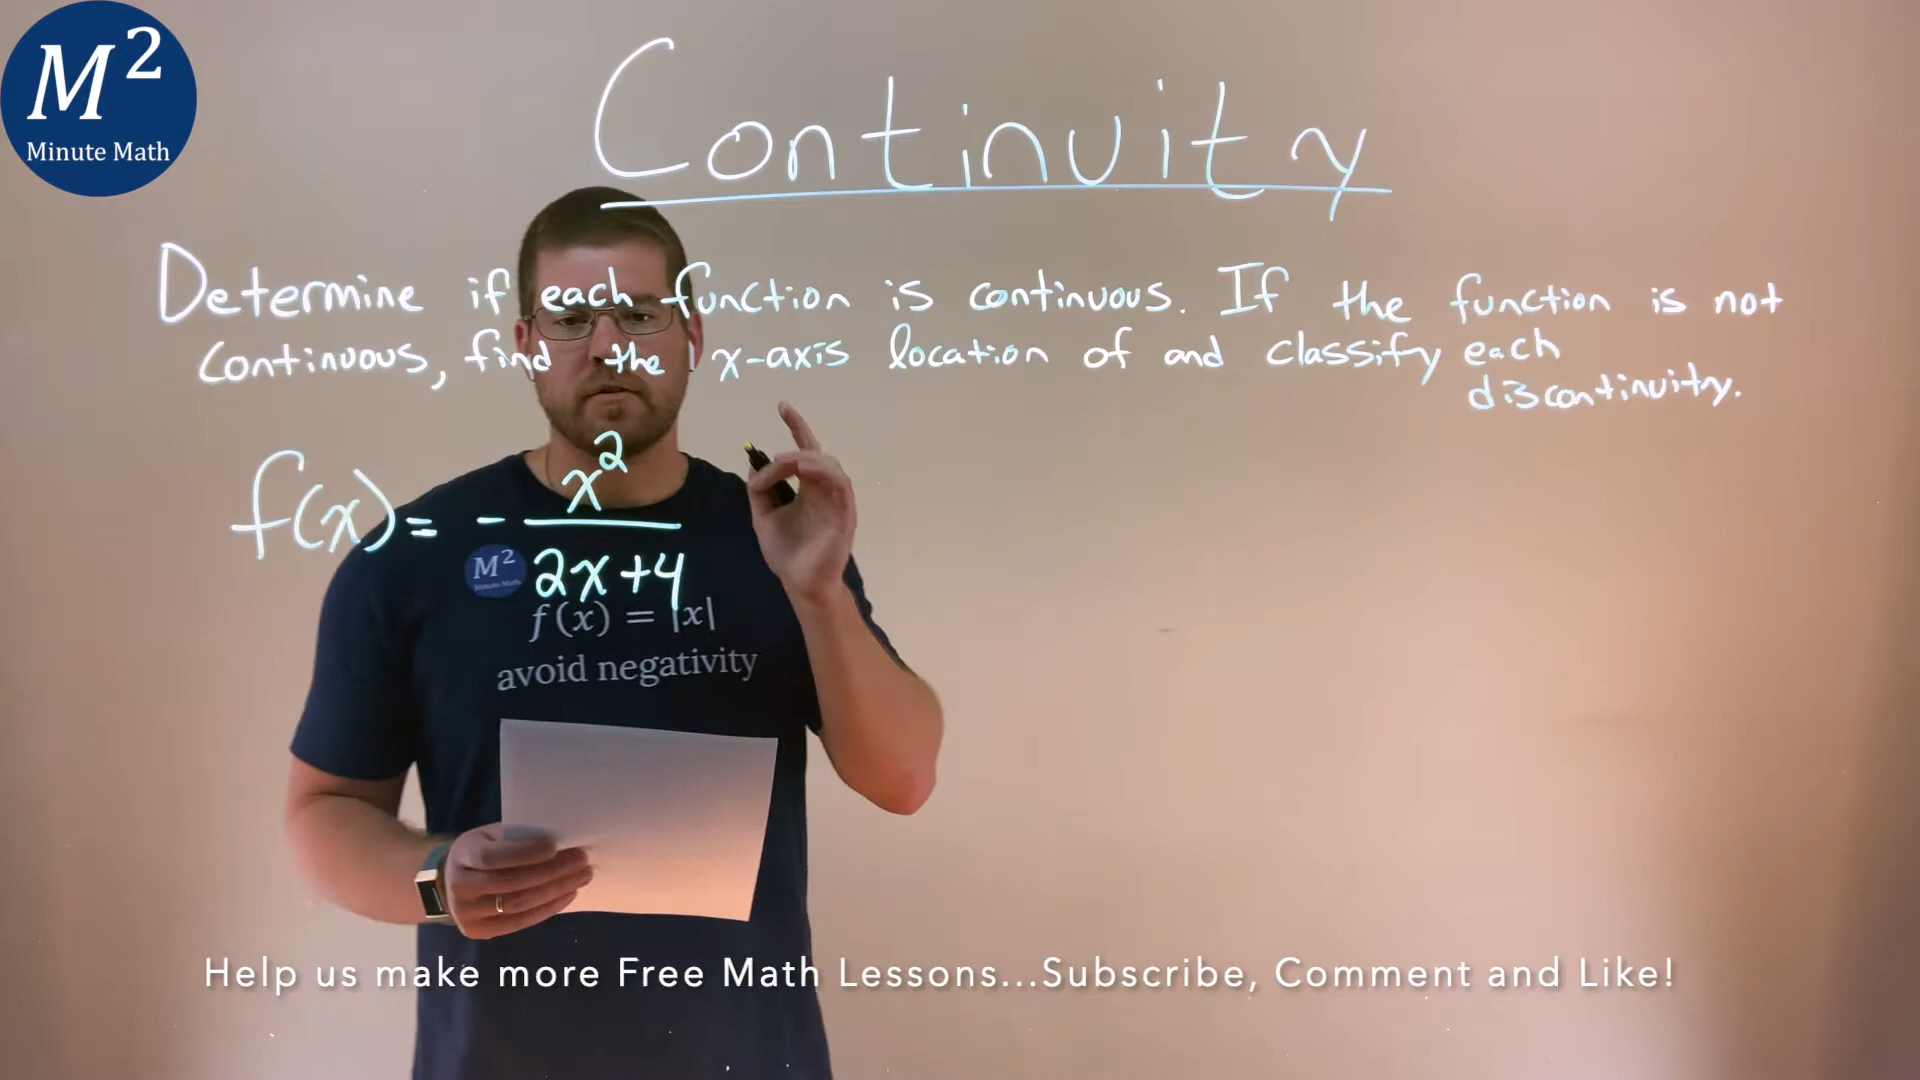 M²
Minute Math
Continuity
Determine if each function is continuous. If the function is not
continuous, find the x-axis location of and classify each
discontinuity.
f(x) = - x²
2x+4
M²
Minute Math
f(x) = |x|
avoid negativity
Help us make more Free Math Lessons...Subscribe, Comment and Like!